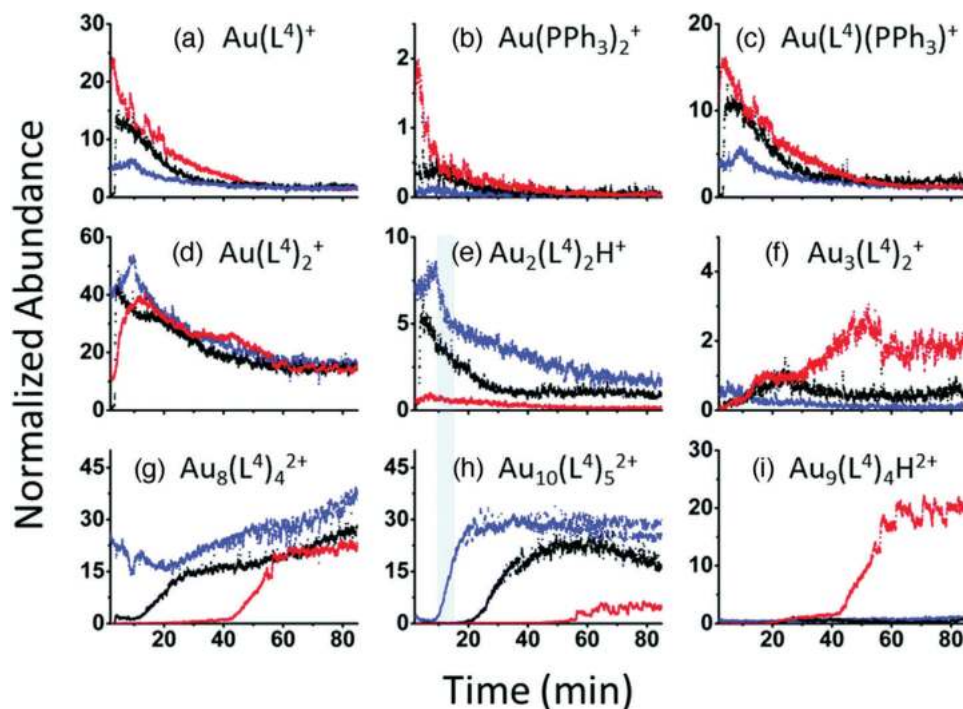 (a) Au(L⁴)⁺
(b) Au(PPh₃)₂⁺
(c) Au(L⁴)(PPh₃)⁺
30
20
10
0
2
1
0
20
15
10
5
0
(d) Au(L⁴)₂⁺
(e) Au₂(L⁴)₂H⁺
(f) Au₃(L⁴)₂⁺
60
40
20
0
10
5
0
4
2
0
(g) Au₈(L⁴)₄²⁺
(h) Au₁₀(L⁴)₅²⁺
(i) Au₉(L⁴)₄H²⁺
45
30
15
0
45
30
15
0
30
20
10
0
20 40 60 80
20 40 60 80
20 40 60 80
Normalized Abundance
Time (min)